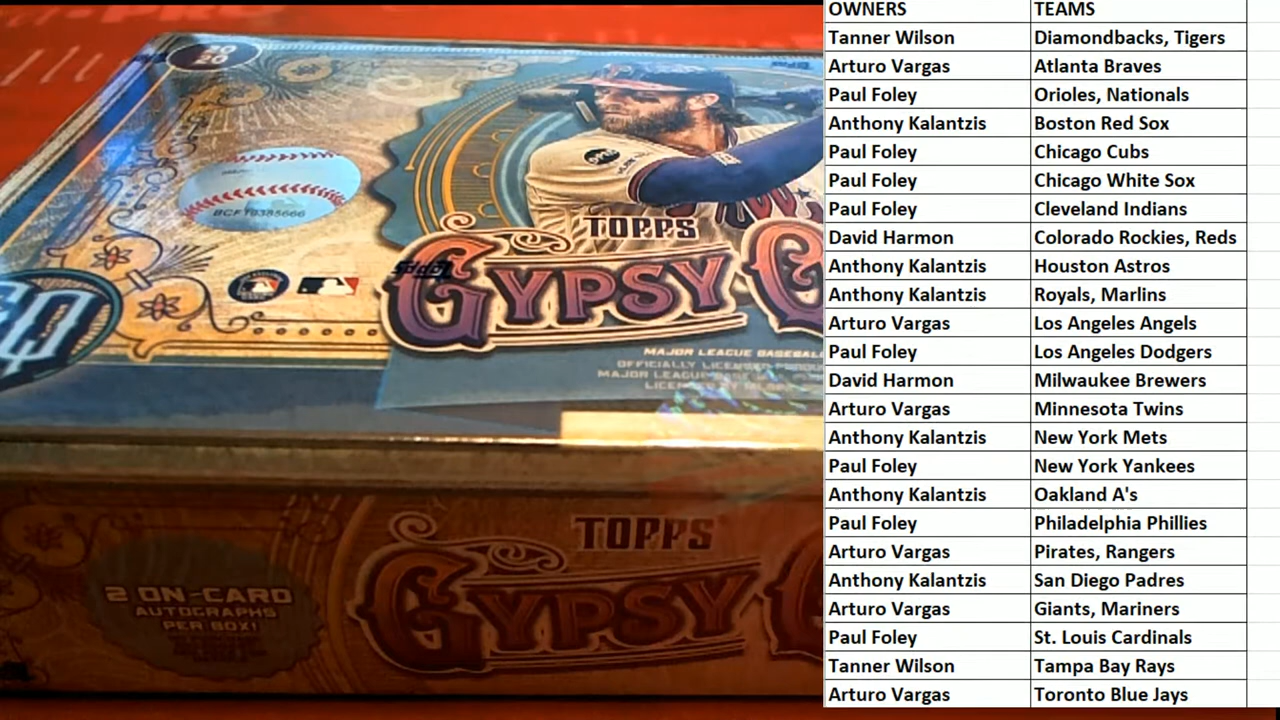 20
20
BCF10385666
TOPPS
GYPSY
MAJOR LEAGUE BASEBALL
OFFICIALLY LICENSED
MAJOR LEAGUE
GQ
TOPPS
GYPSY
2 ON-CARD
AUTOGRAPHS
PER BOX!
OWNERS TEAMS
Tanner Wilson Diamondbacks, Tigers
Arturo Vargas Atlanta Braves
Paul Foley Orioles, Nationals
Anthony Kalantzis Boston Red Sox
Paul Foley Chicago Cubs
Paul Foley Chicago White Sox
Paul Foley Cleveland Indians
David Harmon Colorado Rockies, Reds
Anthony Kalantzis Houston Astros
Anthony Kalantzis Royals, Marlins
Arturo Vargas Los Angeles Angels
Paul Foley Los Angeles Dodgers
David Harmon Milwaukee Brewers
Arturo Vargas Minnesota Twins
Anthony Kalantzis New York Mets
Paul Foley New York Yankees
Anthony Kalantzis Oakland A's
Paul Foley Philadelphia Phillies
Arturo Vargas Pirates, Rangers
Anthony Kalantzis San Diego Padres
Arturo Vargas Giants, Mariners
Paul Foley St. Louis Cardinals
Tanner Wilson Tampa Bay Rays
Arturo Vargas Toronto Blue Jays